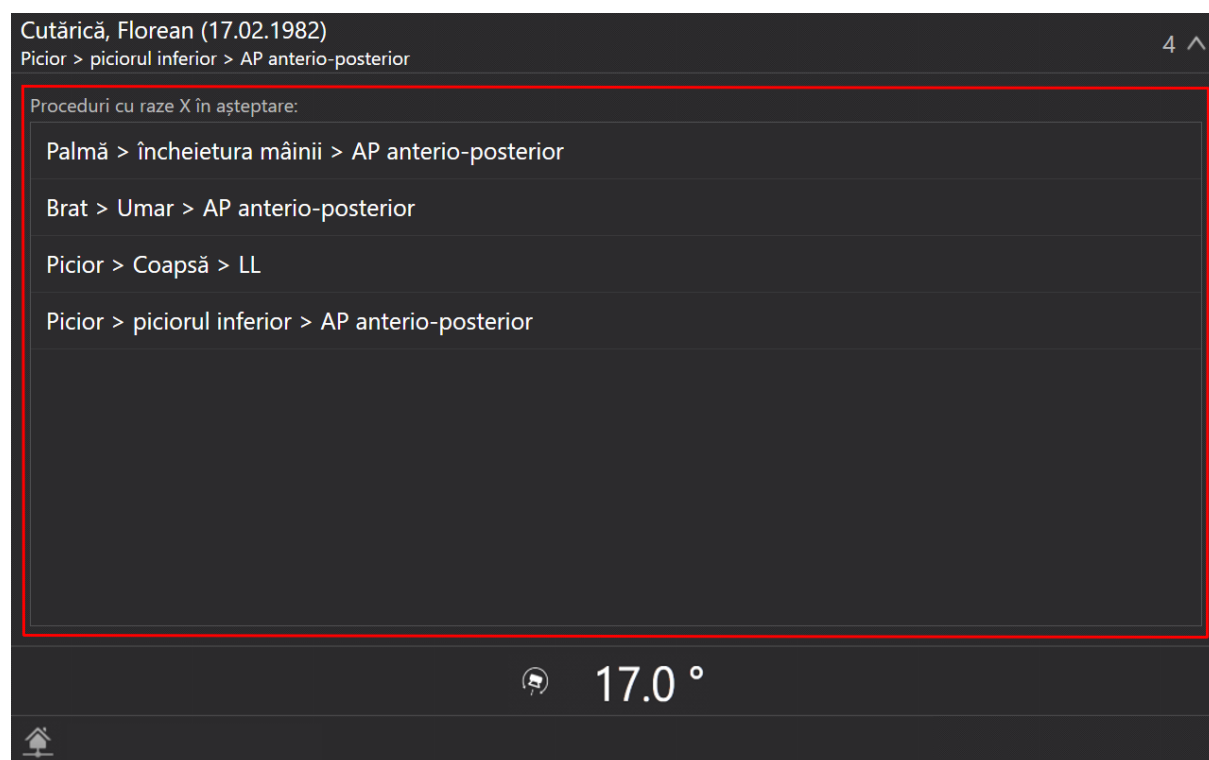 Cutărică, Florean (17.02.1982)
Picior > piciorul inferior > AP anterio-posterior
4
Proceduri cu raze X în așteptare:
Palmă > încheietura mâinii > AP anterio-posterior
Brat > Umar > AP anterio-posterior
Picior > Coapsă > LL
Picior > piciorul inferior > AP anterio-posterior
17.0 °